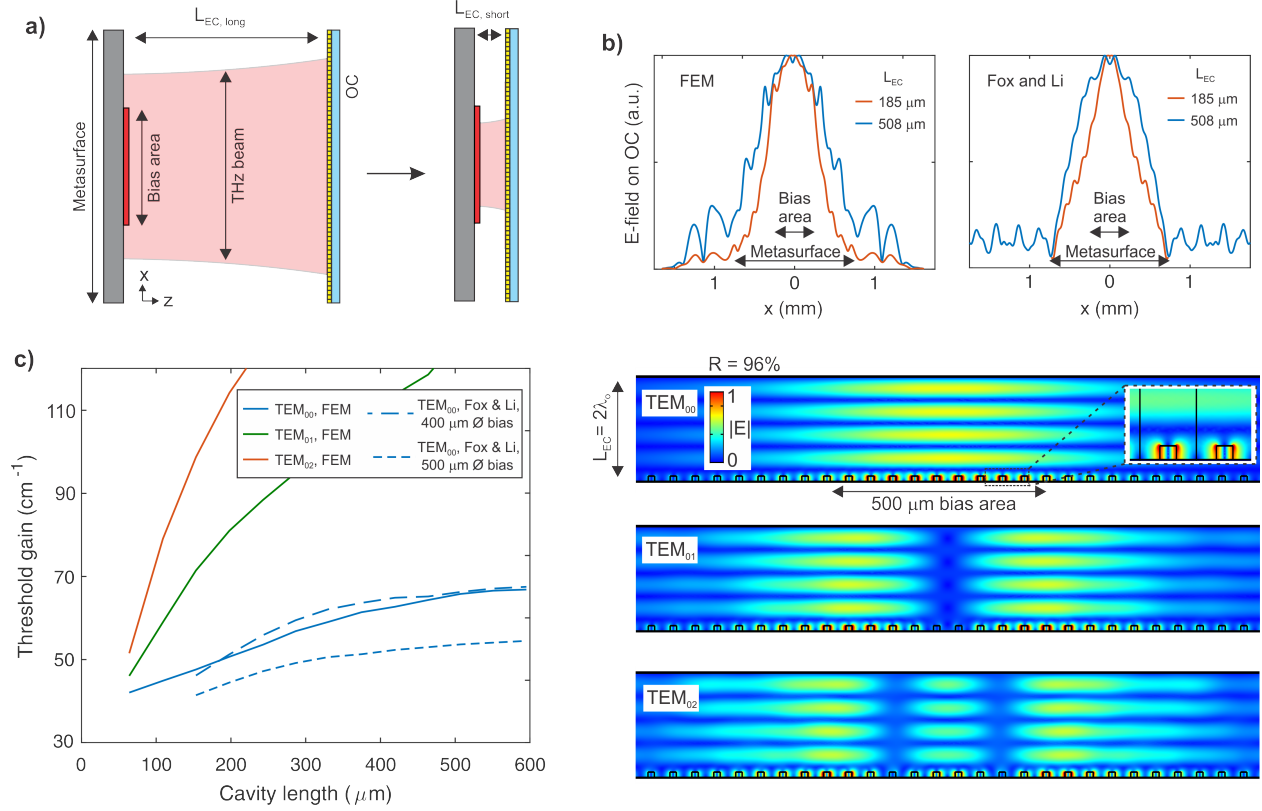 a)
L_EC, long
Metasurface
Bias area
THz beam
OC
x
z
L_EC, short
b)
E-field on OC (a.u.)
FEM
L_EC
185 μm
508 μm
Bias
area
Metasurface
1
0
1
x (mm)
Fox and Li
L_EC
185 μm
508 μm
Bias
area
Metasurface
1
0
1
x (mm)
c)
Threshold gain (cm⁻¹)
110
90
70
50
30
0
100
200
300
400
500
600
Cavity length (μm)
TEM₀₀, FEM
TEM₀₁, FEM
TEM₀₂, FEM
TEM₀₀, Fox & Li,
400 μm Ø bias
TEM₀₀, Fox & Li,
500 μm Ø bias
R = 96%
L_EC = 2λ₀
TEM₀₀
1
|E|
0
500 μm bias area
TEM₀₁
TEM₀₂